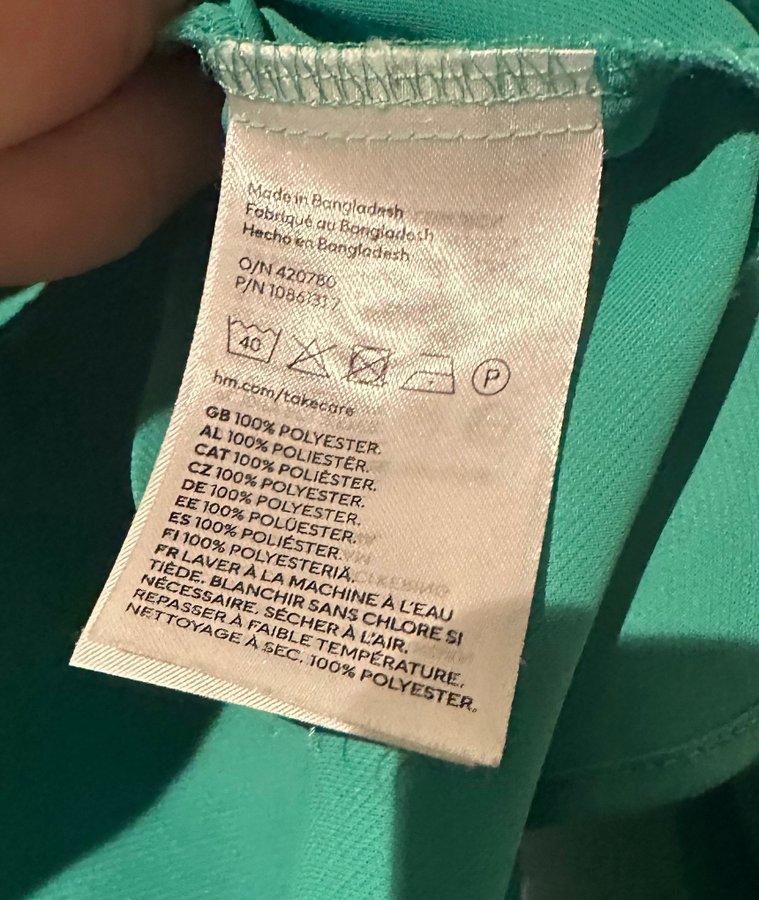 Made in Bangladesh
Fabriqué au Bangladesh
Hecho en Bangladesh
O/N 420780
P/N
40
P
hm.com/takecare
GB 100% POLYESTER.
AL 100% POLIESTËR.
CAT 100% POLIÈSTER.
CZ 100% POLYESTER.
DE 100% POLYESTER.
EE 100% POLÜESTER.
ES 100% POLIÉSTER.
FI 100% POLYESTERIÄ.
FR LAVER À LA MACHINE À L'EAU
TIÈDE. BLANCHIR SANS CHLORE SI
NÉCESSAIRE. SÉCHER À L'AIR.
REPASSER À FAIBLE TEMPÉRATURE.
NETTOYAGE À SEC. 100% POLYESTER.